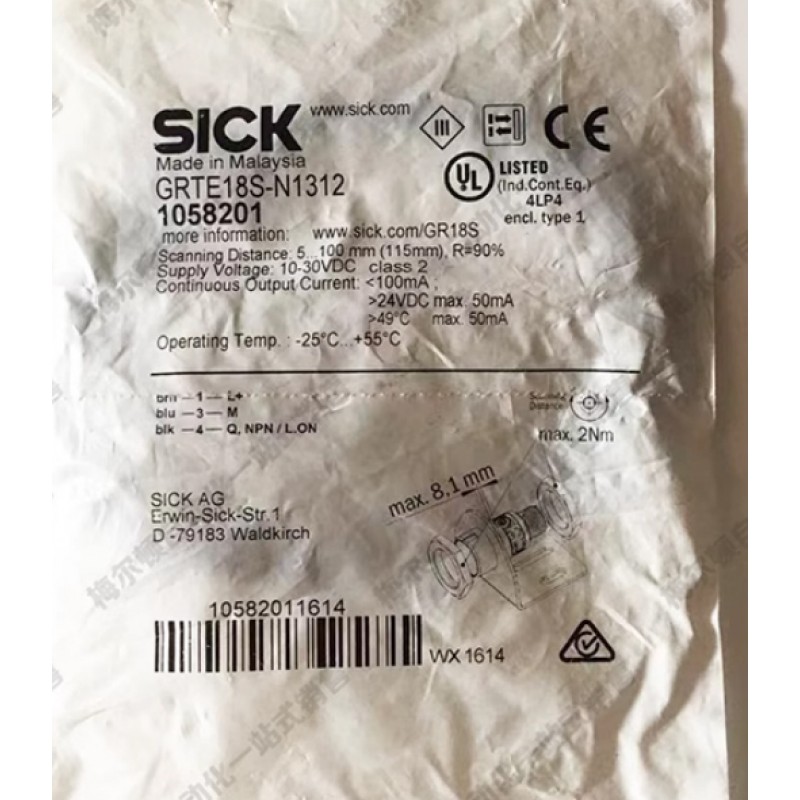 SICK www.sick.com
III
CE
Made in Malaysia
GRTE18S-N1312
1058201
UL LISTED
(Ind.Cont.Eq.)
4LP4
encl. type 1
more information: www.sick.com/GR18S
Scanning Distance: 5...100 mm (115mm), R=90%
Supply Voltage: 10-30VDC class 2
Continuous Output Current: <100mA ;
>24VDC max. 50mA
>49°C max. 50mA
Operating Temp. : -25°C...+55°C
brn -1- L+
blu -3- M
blk -4- Q, NPN / L.ON
Distance
max. 2Nm
max. 8,1 mm
SICK AG
Erwin-Sick-Str.1
D -79183 Waldkirch
10582011614
WX 1614